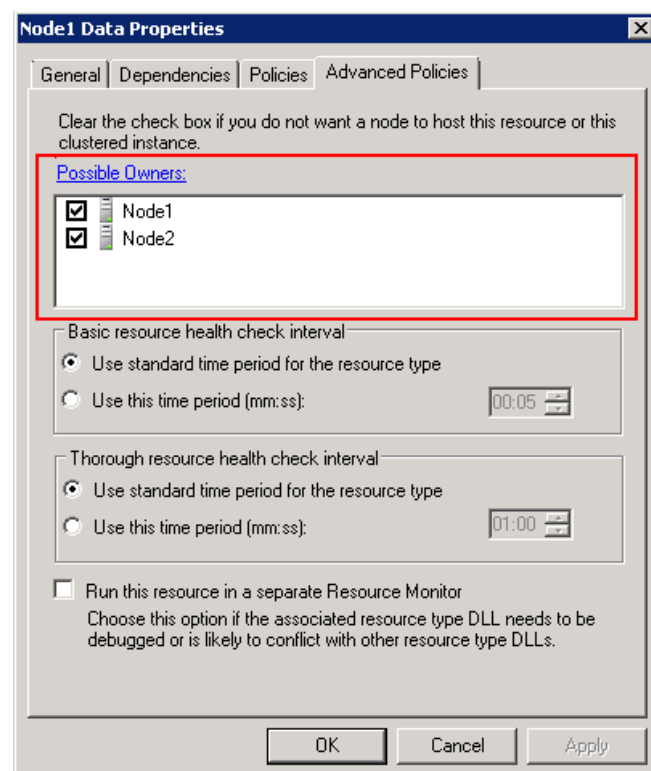 Node1 Data Properties
General Dependencies Policies Advanced Policies
Clear the check box if you do not want a node to host this resource or this
clustered instance.
Possible Owners:
Node1
Node2
Basic resource health check interval
Use standard time period for the resource type
Use this time period (mm:ss): 00:05
Thorough resource health check interval
Use standard time period for the resource type
Use this time period (mm:ss): 01:00
Run this resource in a separate Resource Monitor
Choose this option if the associated resource type DLL needs to be
debugged or is likely to conflict with other resource type DLLs.
OK Cancel Apply